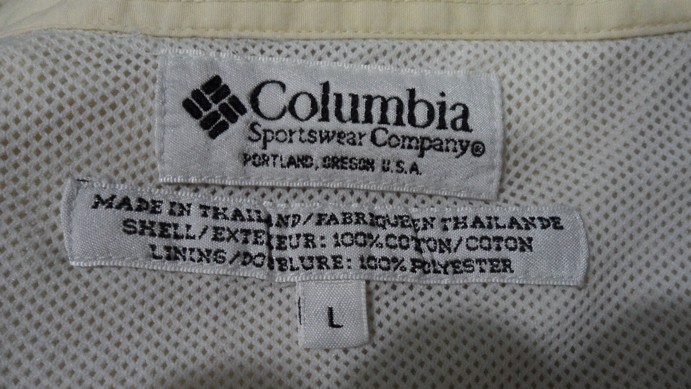 Columbia
Sportswear Company®
PORTLAND, OREGON U.S.A.
MADE IN THAILAND/FABRIQUE EN THAILANDE
SHELL/EXTERIEUR: 100% COTTON/COTON
LINING/DOUBLURE: 100% POLYESTER
L